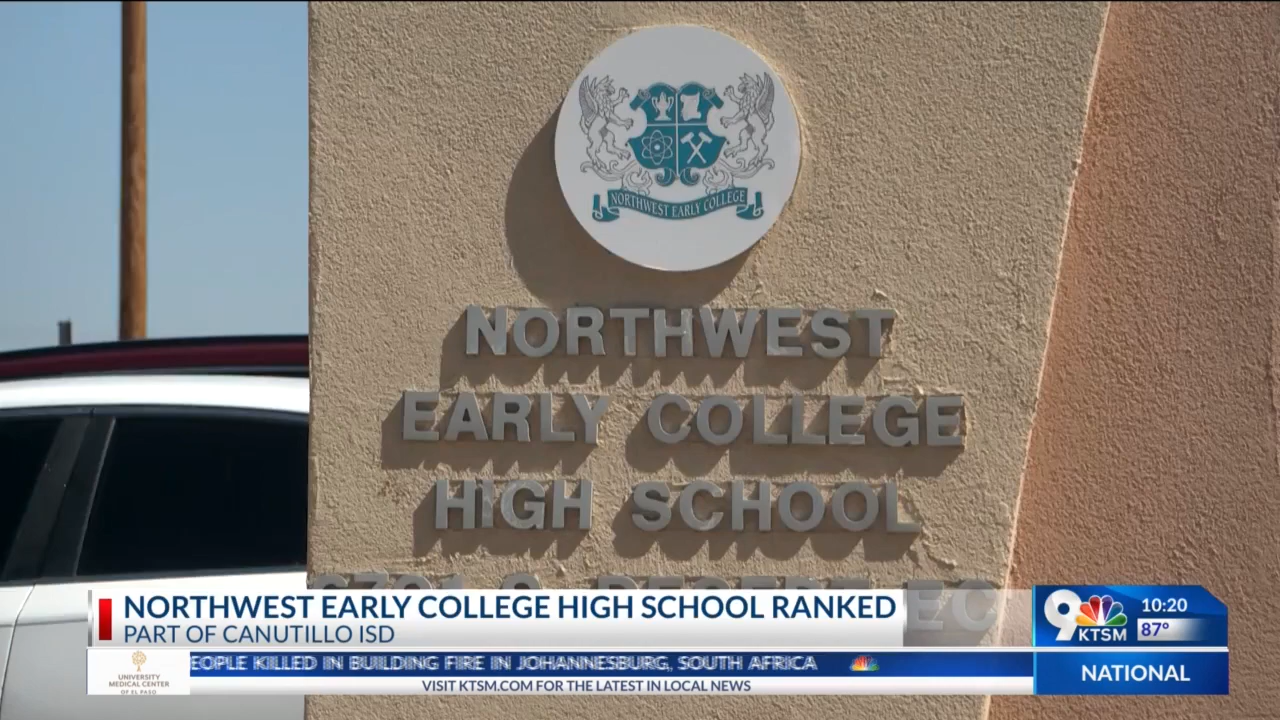 NORTHWEST EARLY COLLEGE
NORTHWEST
EARLY COLLEGE
HIGH SCHOOL
NORTHWEST EARLY COLLEGE HIGH SCHOOL RANKED
PART OF CANUTILLO ISD
9 KTSM
10:20
87°
UNIVERSITY
MEDICAL CENTER
OF EL PASO
EOPLE KILLED IN BUILDING FIRE IN JOHANNESBURG, SOUTH AFRICA
NATIONAL
VISIT KTSM.COM FOR THE LATEST IN LOCAL NEWS